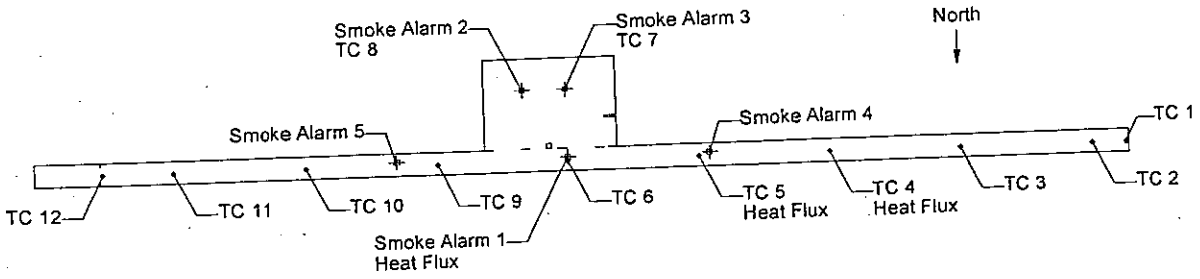 North
Smoke Alarm 2
TC 8
Smoke Alarm 3
TC 7
Smoke Alarm 5
Smoke Alarm 4
TC 1
TC 12
TC 11
TC 10
TC 9
TC 6
TC 5
Heat Flux
TC 4
Heat Flux
TC 3
TC 2
Smoke Alarm 1
Heat Flux